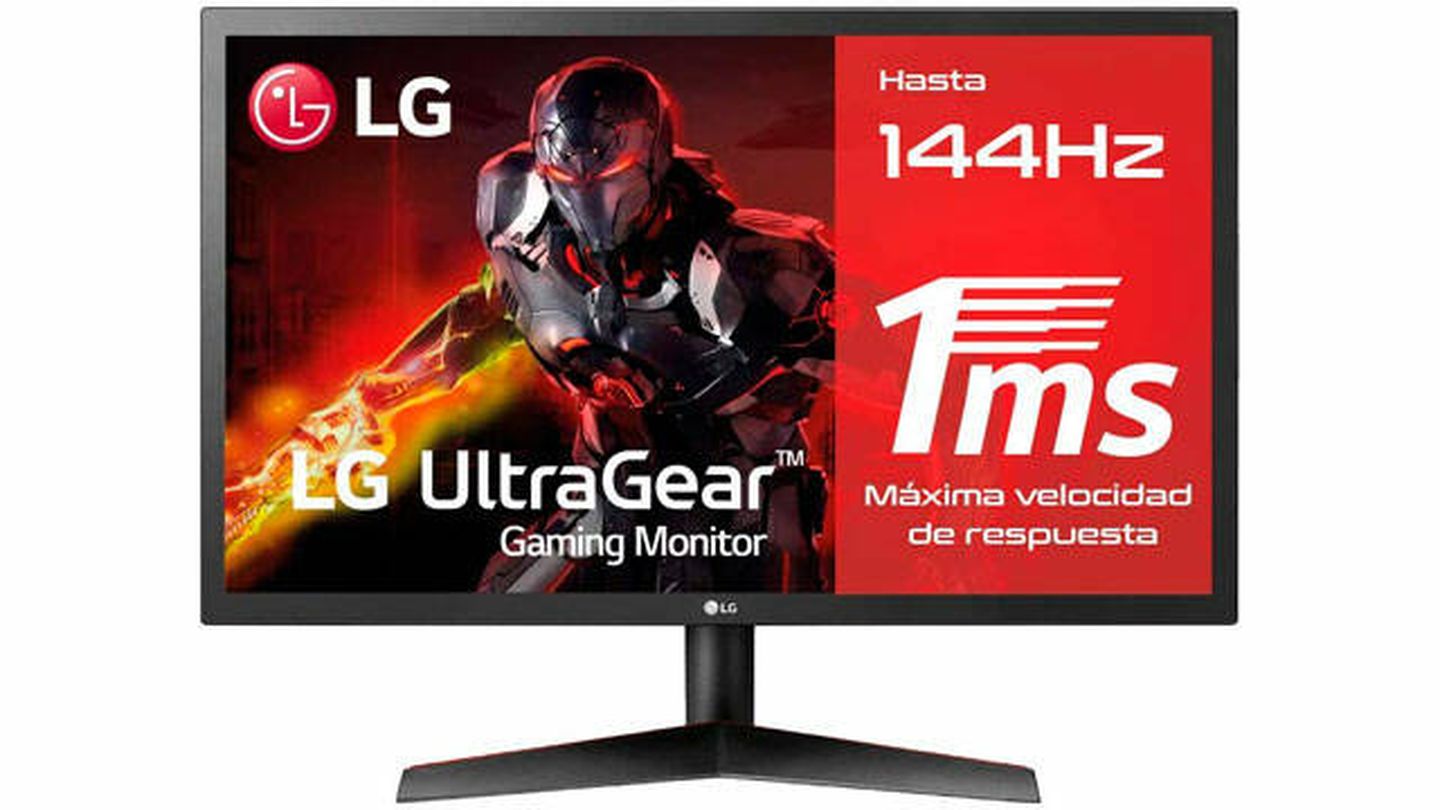 LG
LG UltraGear™
Gaming Monitor
Hasta
144Hz
1ms
Máxima velocidad
de respuesta
LG